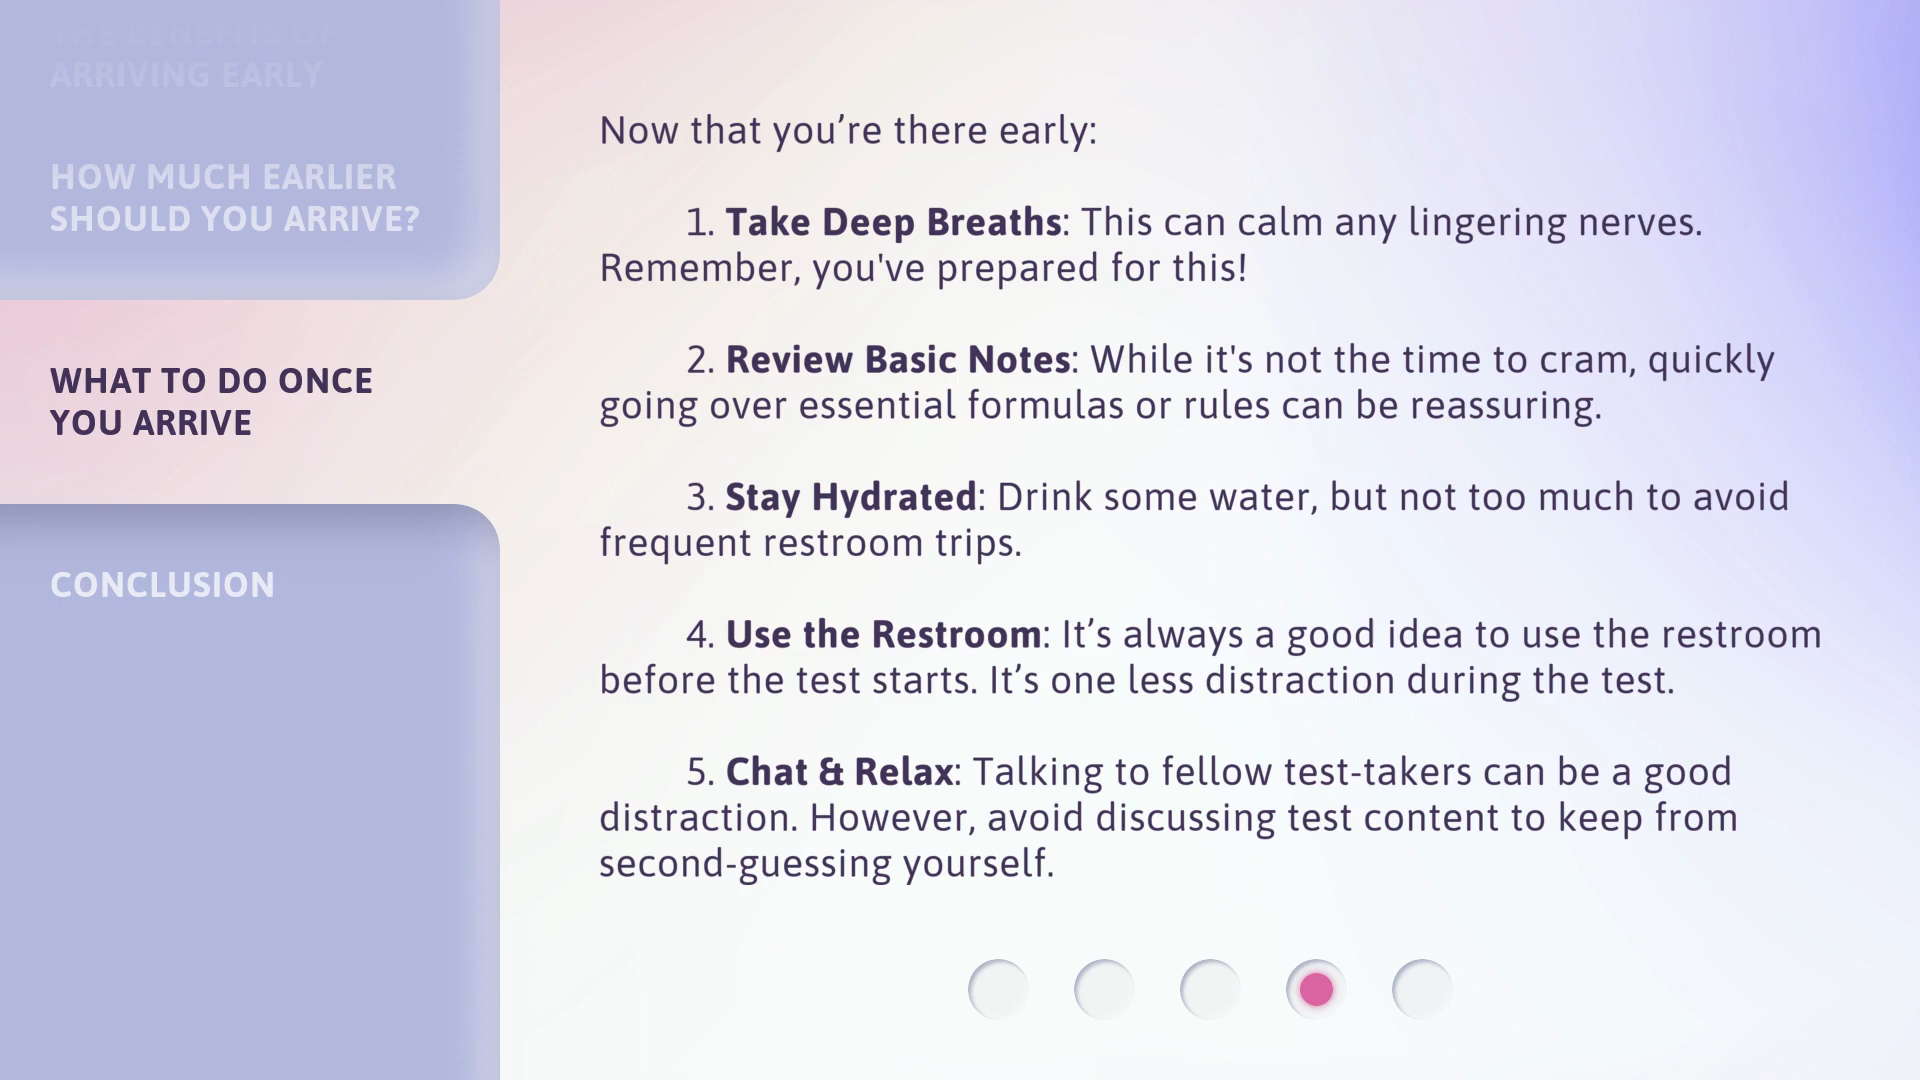 THE BENEFITS OF
ARRIVING EARLY
HOW MUCH EARLIER
SHOULD YOU ARRIVE?
WHAT TO DO ONCE
YOU ARRIVE
CONCLUSION
Now that you’re there early:
1. Take Deep Breaths: This can calm any lingering nerves.
Remember, you've prepared for this!
2. Review Basic Notes: While it's not the time to cram, quickly
going over essential formulas or rules can be reassuring.
3. Stay Hydrated: Drink some water, but not too much to avoid
frequent restroom trips.
4. Use the Restroom: It’s always a good idea to use the restroom
before the test starts. It’s one less distraction during the test.
5. Chat & Relax: Talking to fellow test-takers can be a good
distraction. However, avoid discussing test content to keep from
second-guessing yourself.